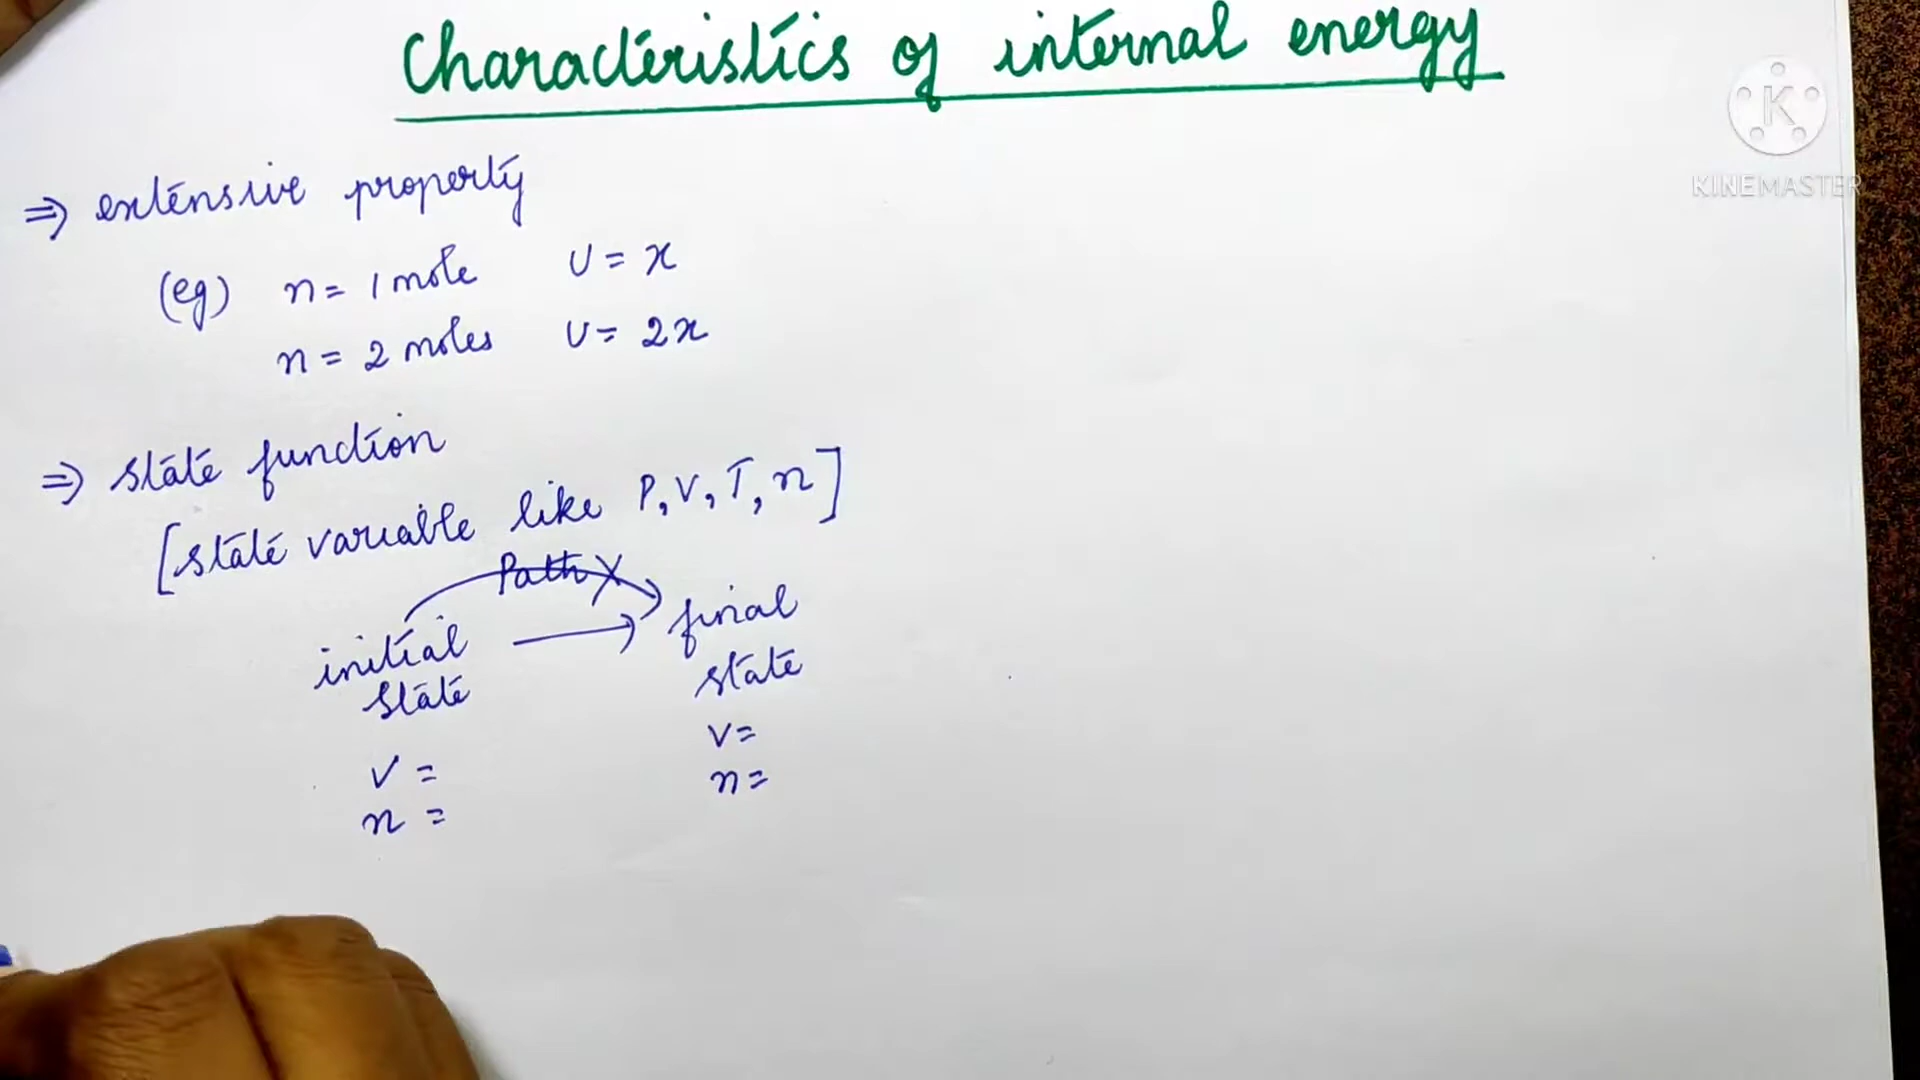 Characteristics of internal energy
K
KINEMASTER
⇒ extensive property
(eg) n = 1 mole U = x
n = 2 moles U = 2x
⇒ state function
[state variable like P, V, T, n]
Path X
initial → final
state state
V = V=
n = n=